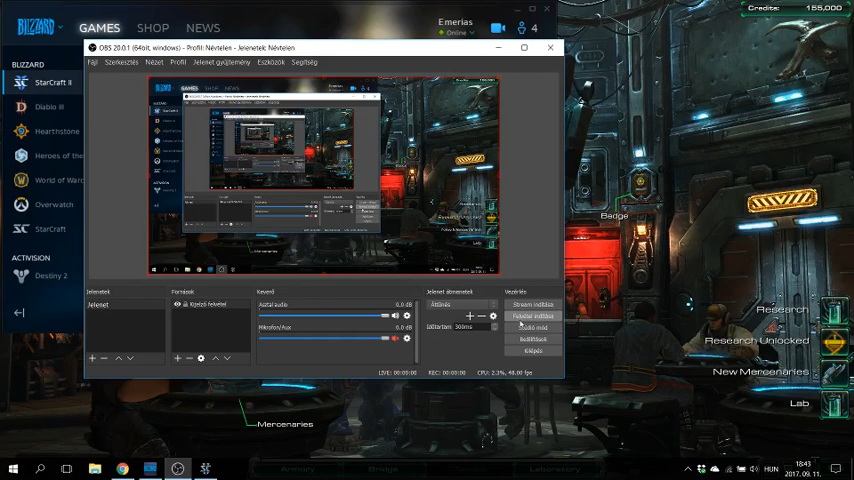 Credits: 155,000
BLIZZARD
GAMES
SHOP
NEWS
Emerias
Online
4
BLIZZARD
StarCraft II
Diablo III
Hearthstone
Heroes of the
World of Warc
Overwatch
StarCraft
ACTIVISION
Destiny 2
OBS 20.0.1 (64bit, windows) - Profil: Névtelen - Jelenetek: Névtelen
Fájl Szerkesztés Nézet Profil Jelenet gyűjtemény Eszközök Segítség
Jelenetek
Jelenet
Források
Kijelző felvétel
Keverő
Asztal audio 0.0 dB
Mikrofon/Aux 0.0 dB
Jelenet átmenetek
Áttűnés
Időtartam 300ms
Vezérlés
Stream indítása
Felvétel indítása
Stúdió mód
Beállítások
Kilépés
LIVE: 00:00:00 REC: 00:00:00 CPU: 2.3%, 48.00 fps
Badge
Research
Research Unlocked
New Mercenaries
Lab
Mercenaries
Armory
Bridge
Laboratory
HUN
18:43
2017. 09. 11.